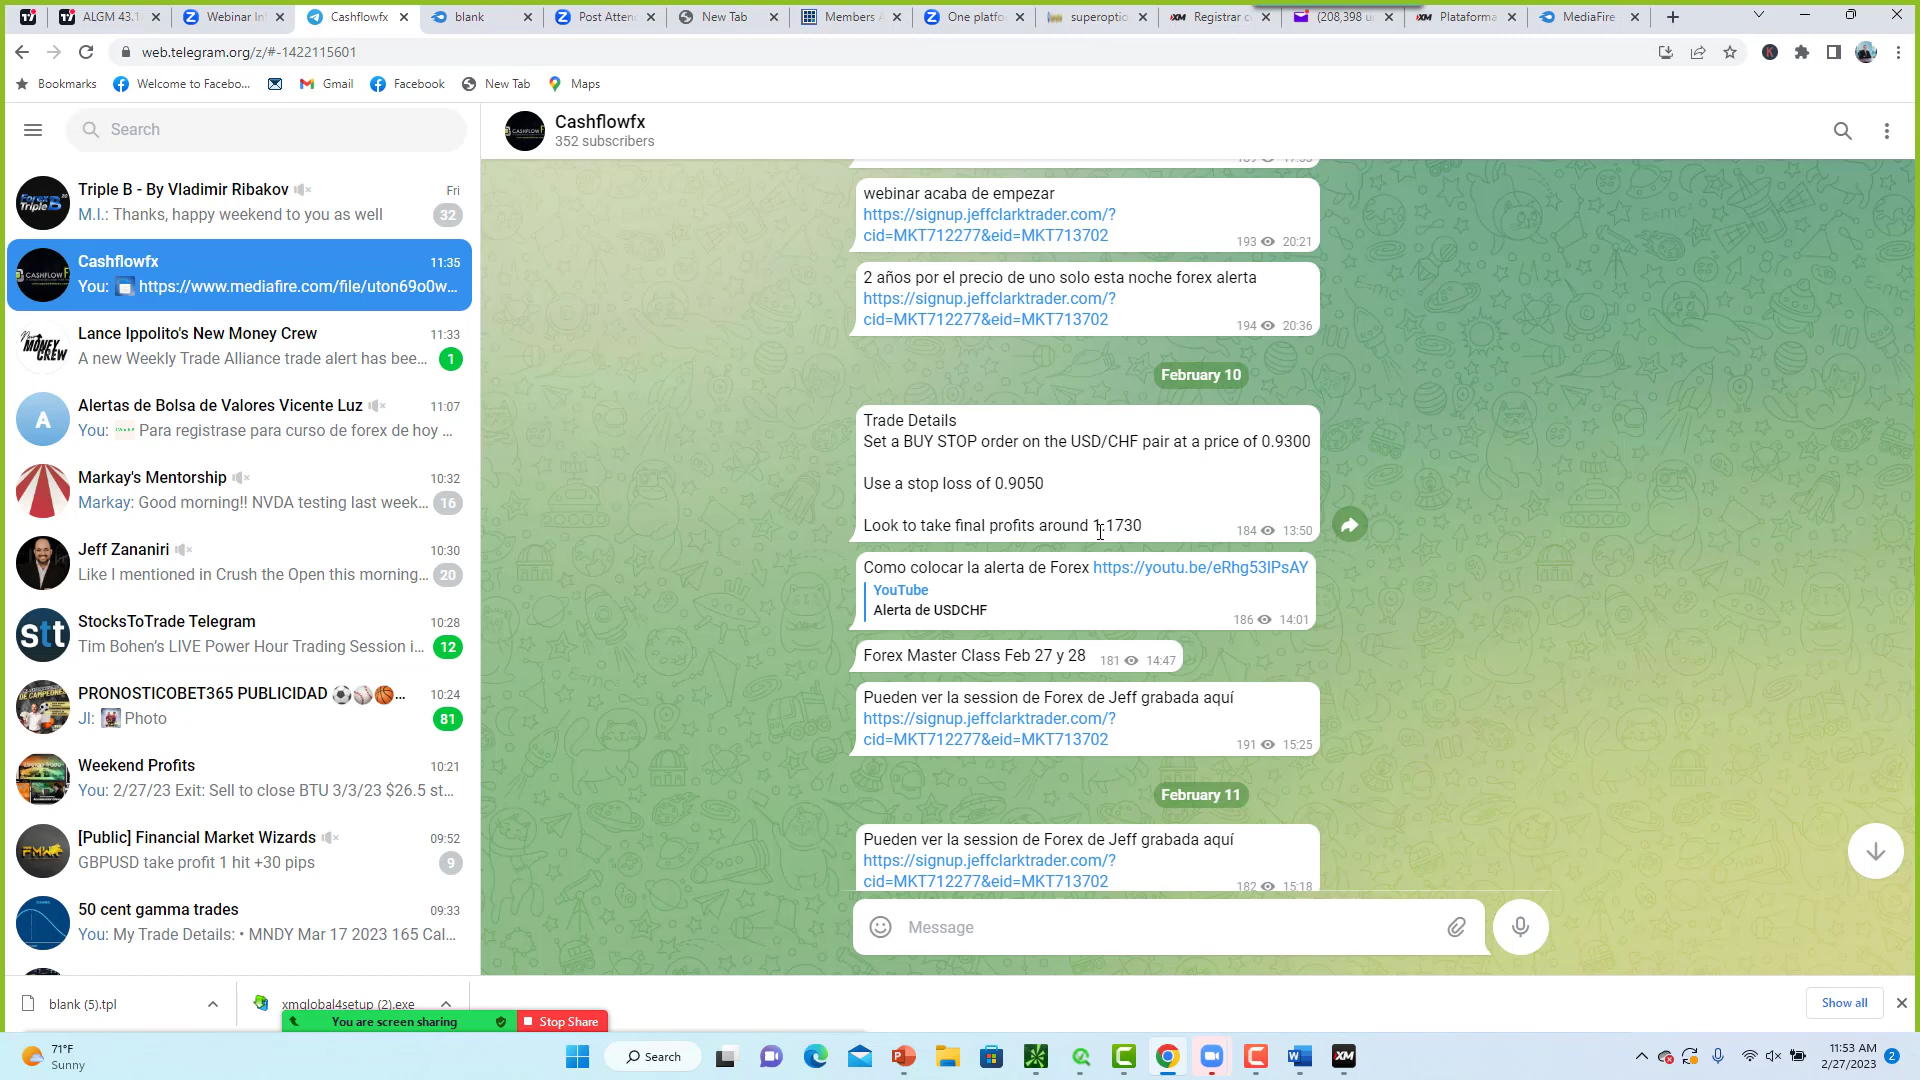 ALGM 43.1
Webinar In
Cashflowfx
blank
Post Atten
New Tab
Members A
One platfo
superoptio
Registrar c
(208,398 u
Plataforma
MediaFire
web.telegram.org/z/#-1422115601
Bookmarks
Welcome to Facebo...
Gmail
Facebook
New Tab
Maps
Search
Triple B - By Vladimir Ribakov
Fri
M.I.: Thanks, happy weekend to you as well
32
Cashflowfx
11:35
You: https://www.mediafire.com/file/uton69o0w...
Lance Ippolito's New Money Crew
11:33
A new Weekly Trade Alliance trade alert has bee...
1
A
Alertas de Bolsa de Valores Vicente Luz
11:07
You: Para registrase para curso de forex de hoy ...
Markay's Mentorship
10:32
Markay: Good morning!! NVDA testing last week...
16
Jeff Zananiri
10:30
Like I mentioned in Crush the Open this morning...
20
stt
StocksToTrade Telegram
10:28
Tim Bohen's LIVE Power Hour Trading Session i...
12
PRONOSTICOBET365 PUBLICIDAD ⚽⚾🏀...
10:24
Jl: Photo
81
Weekend Profits
10:21
You: 2/27/23 Exit: Sell to close BTU 3/3/23 $26.5 st...
[Public] Financial Market Wizards
09:52
GBPUSD take profit 1 hit +30 pips
9
50 cent gamma trades
09:33
You: My Trade Details: • MNDY Mar 17 2023 165 Cal...
Cashflowfx
352 subscribers
webinar acaba de empezar
https://signup.jeffclarktrader.com/?
cid=MKT712277&eid=MKT713702
193 20:21
2 años por el precio de uno solo esta noche forex alerta
https://signup.jeffclarktrader.com/?
cid=MKT712277&eid=MKT713702
194 20:36
February 10
Trade Details
Set a BUY STOP order on the USD/CHF pair at a price of 0.9300
Use a stop loss of 0.9050
Look to take final profits around 1.1730
184 13:50
Como colocar la alerta de Forex https://youtu.be/eRhg53lPsAY
YouTube
Alerta de USDCHF
186 14:01
Forex Master Class Feb 27 y 28
181 14:47
Pueden ver la session de Forex de Jeff grabada aquí
https://signup.jeffclarktrader.com/?
cid=MKT712277&eid=MKT713702
191 15:25
February 11
Pueden ver la session de Forex de Jeff grabada aquí
https://signup.jeffclarktrader.com/?
cid=MKT712277&eid=MKT713702
182 15:18
Message
blank (5).tpl
xmglobal4setup (2).exe
Show all
You are screen sharing
Stop Share
71°F
Sunny
Search
XM
11:53 AM
2/27/2023
2